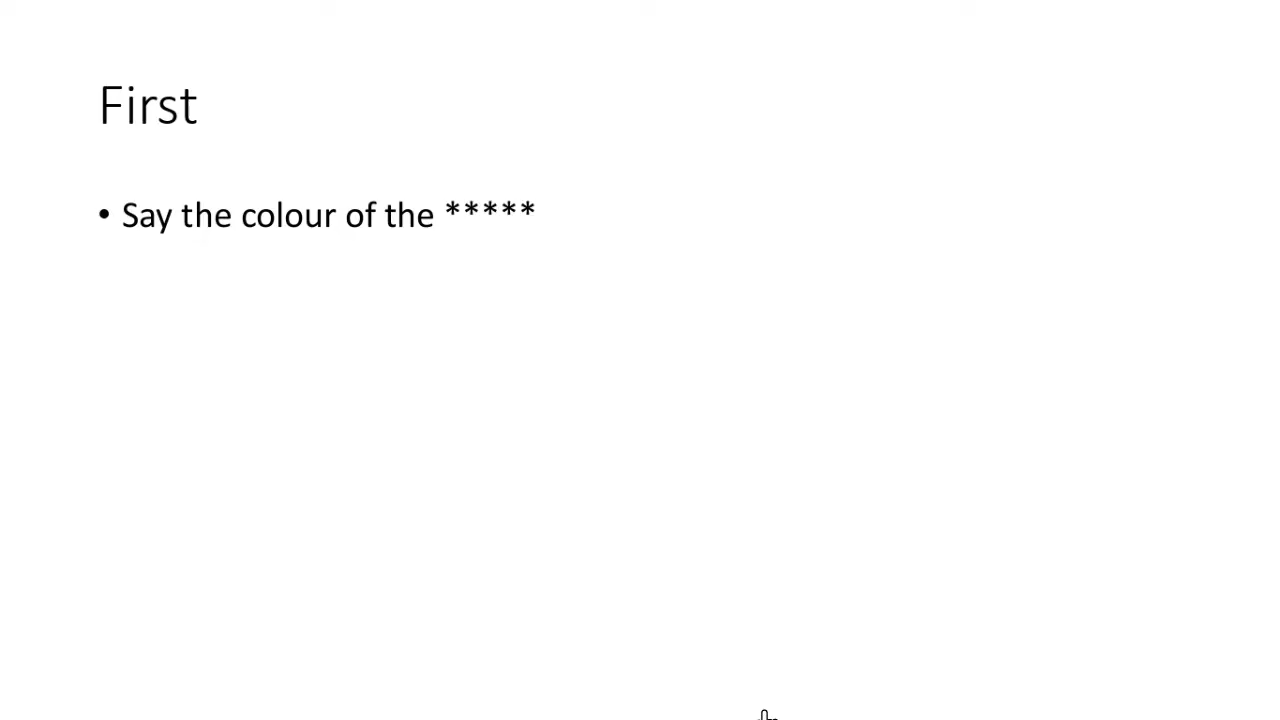 First
• Say the colour of the *****